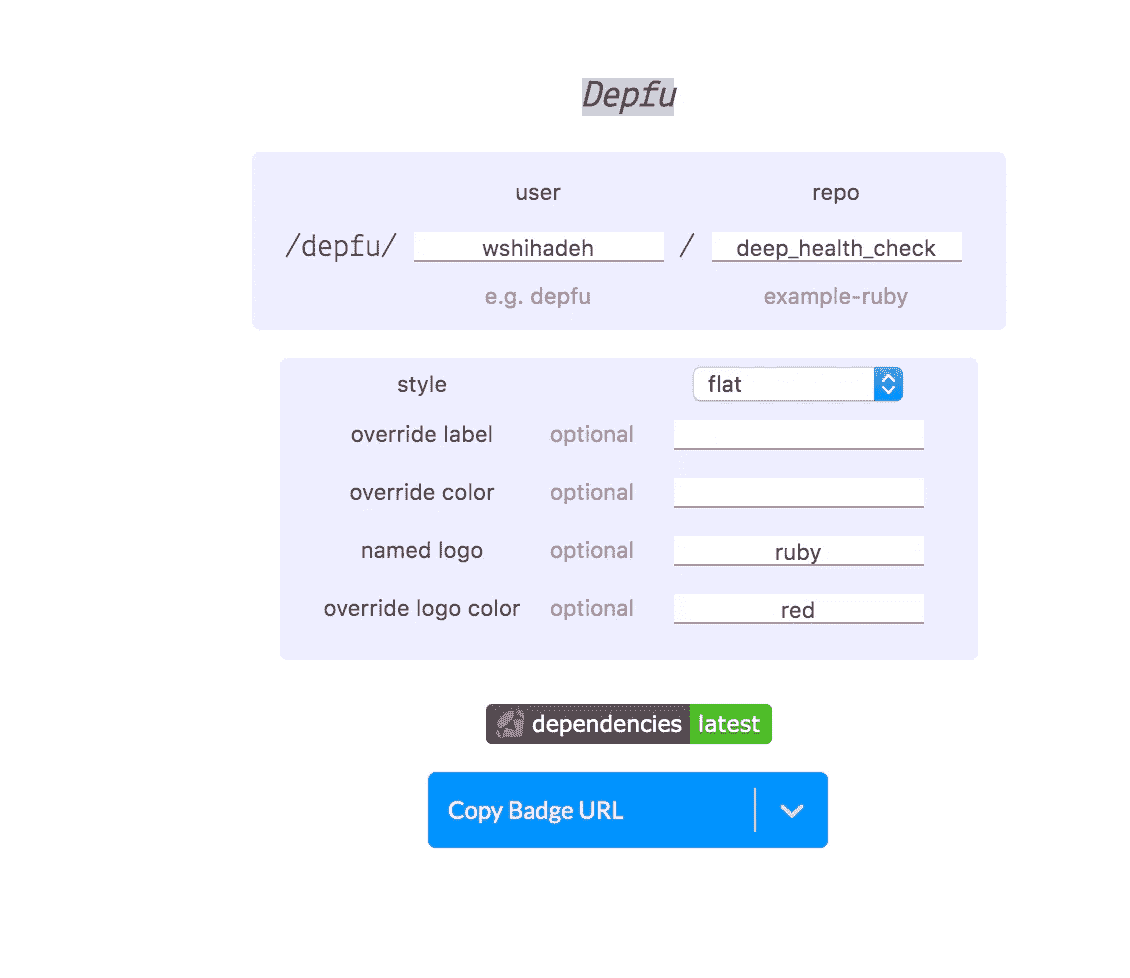 Depfu
user repo
/depfu/ wshihadeh / deep_health_check
e.g. depfu example-ruby
style flat
override label optional
override color optional
named logo optional ruby
override logo color optional red
dependencies latest
Copy Badge URL